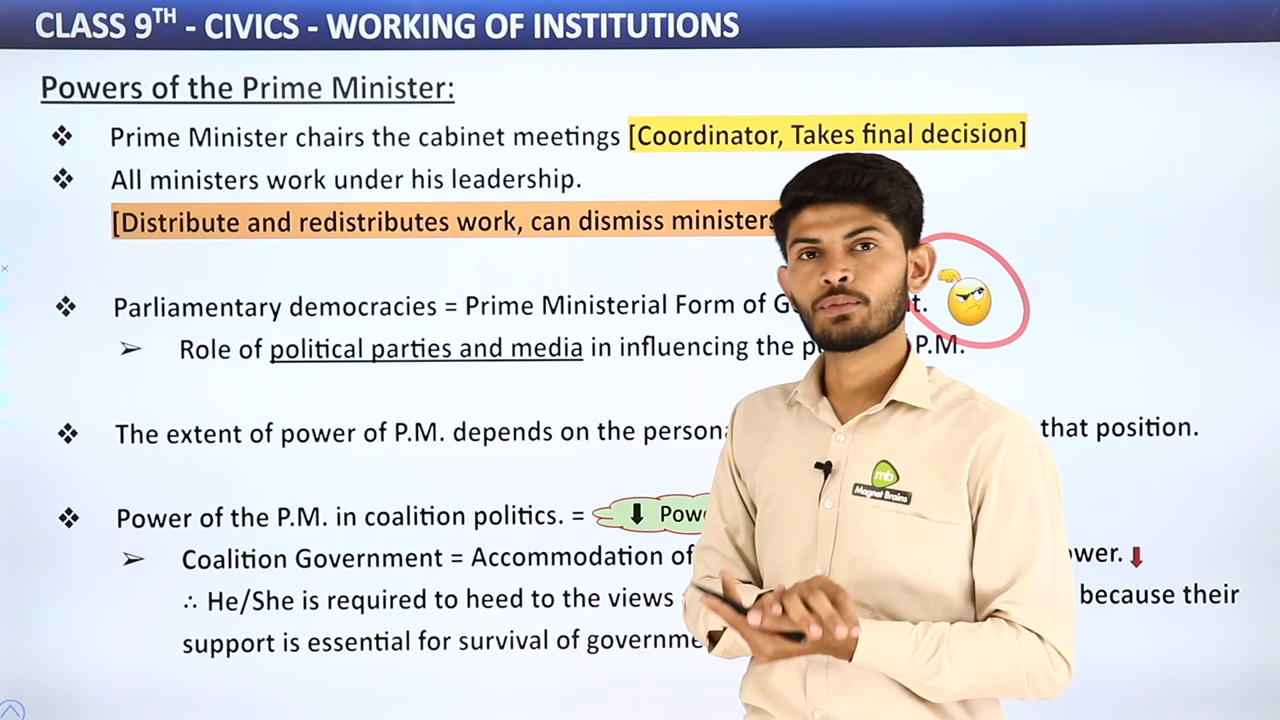 CLASS 9TH - CIVICS - WORKING OF INSTITUTIONS
Powers of the Prime Minister:
❖ Prime Minister chairs the cabinet meetings [Coordinator, Takes final decision]
❖ All ministers work under his leadership.
[Distribute and redistributes work, can dismiss ministers
❖ Parliamentary democracies = Prime Ministerial Form of
➢ Role of political parties and media in influencing the P.M.
❖ The extent of power of P.M. depends on the that position.
❖ Power of the P.M. in coalition politics. = ⬇
➢ Coalition Government = Accommodation of ⬇
∴ He/She is required to heed to the views because their
support is essential for survival of
mb
Magnet Brains